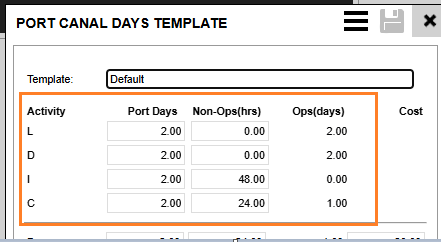 PORT CANAL DAYS TEMPLATE
Template: Default
Activity Port Days Non-Ops(hrs) Ops(days) Cost
L 2.00 0.00 2.00
D 2.00 0.00 2.00
I 2.00 48.00 0.00
C 2.00 24.00 1.00